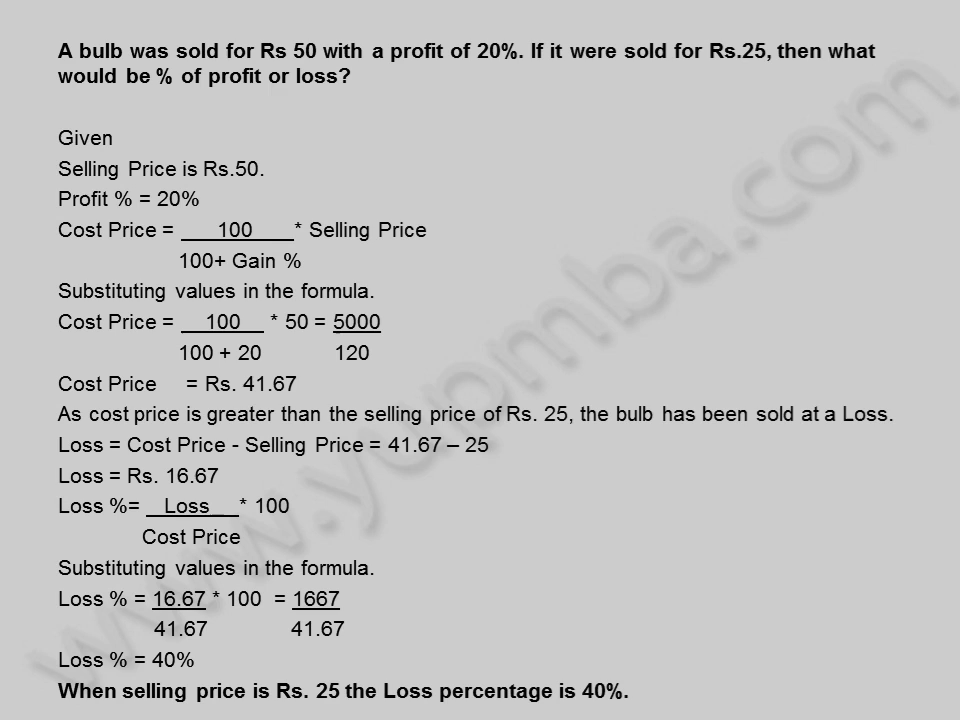 A bulb was sold for Rs 50 with a profit of 20%. If it were sold for Rs.25, then what
would be % of profit or loss?
Given
Selling Price is Rs.50.
Profit % = 20%
Cost Price = 100 * Selling Price
100+ Gain %
Substituting values in the formula.
Cost Price = 100 * 50 = 5000
100 + 20 120
Cost Price = Rs. 41.67
As cost price is greater than the selling price of Rs. 25, the bulb has been sold at a Loss.
Loss = Cost Price - Selling Price = 41.67 – 25
Loss = Rs. 16.67
Loss %= Loss * 100
Cost Price
Substituting values in the formula.
Loss % = 16.67 * 100 = 1667
41.67 41.67
Loss % = 40%
When selling price is Rs. 25 the Loss percentage is 40%.
www.yupmba.com